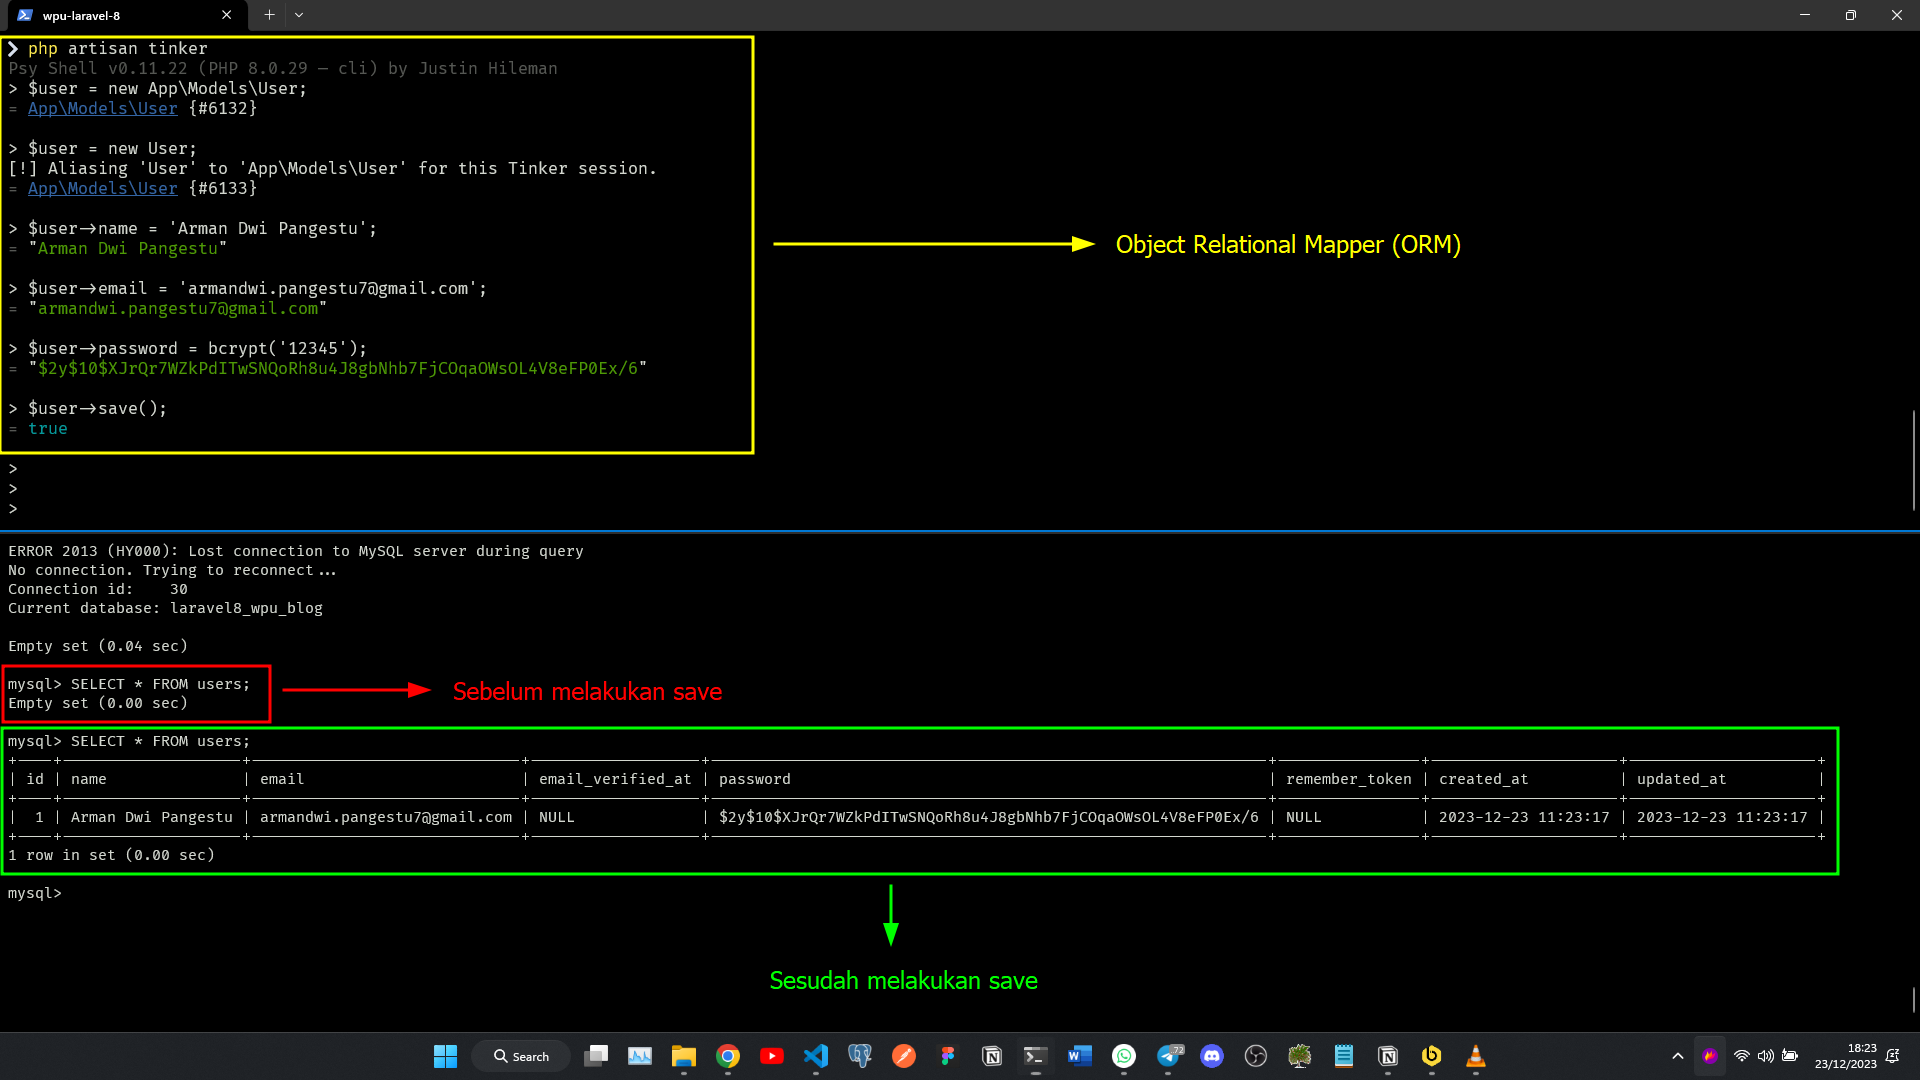 wpu-laravel-8
❯ php artisan tinker
Psy Shell v0.11.22 (PHP 8.0.29 — cli) by Justin Hileman
> $user = new App\Models\User;
= App\Models\User {#6132}
> $user = new User;
[!] Aliasing 'User' to 'App\Models\User' for this Tinker session.
= App\Models\User {#6133}
> $user->name = 'Arman Dwi Pangestu';
= "Arman Dwi Pangestu"
> $user->email = 'armandwi.pangestu7@gmail.com';
= "armandwi.pangestu7@gmail.com"
> $user->password = bcrypt('12345');
= "$2y$10$XJrQr7WZkPdITwSNQoRh8u4J8gbNhb7FjCOqaOWsOL4V8eFP0Ex/6"
> $user->save();
= true
>
>
>
Object Relational Mapper (ORM)
ERROR 2013 (HY000): Lost connection to MySQL server during query
No connection. Trying to reconnect...
Connection id:    30
Current database: laravel8_wpu_blog
Empty set (0.04 sec)
mysql> SELECT * FROM users;
Empty set (0.00 sec)
Sebelum melakukan save
mysql> SELECT * FROM users;
| id | name | email | email_verified_at | password | remember_token | created_at | updated_at |
| 1 | Arman Dwi Pangestu | armandwi.pangestu7@gmail.com | NULL | $2y$10$XJrQr7WZkPdITwSNQoRh8u4J8gbNhb7FjCOqaOWsOL4V8eFP0Ex/6 | NULL | 2023-12-23 11:23:17 | 2023-12-23 11:23:17 |
1 row in set (0.00 sec)
mysql>
Sesudah melakukan save
Search
72
18:23
23/12/2023